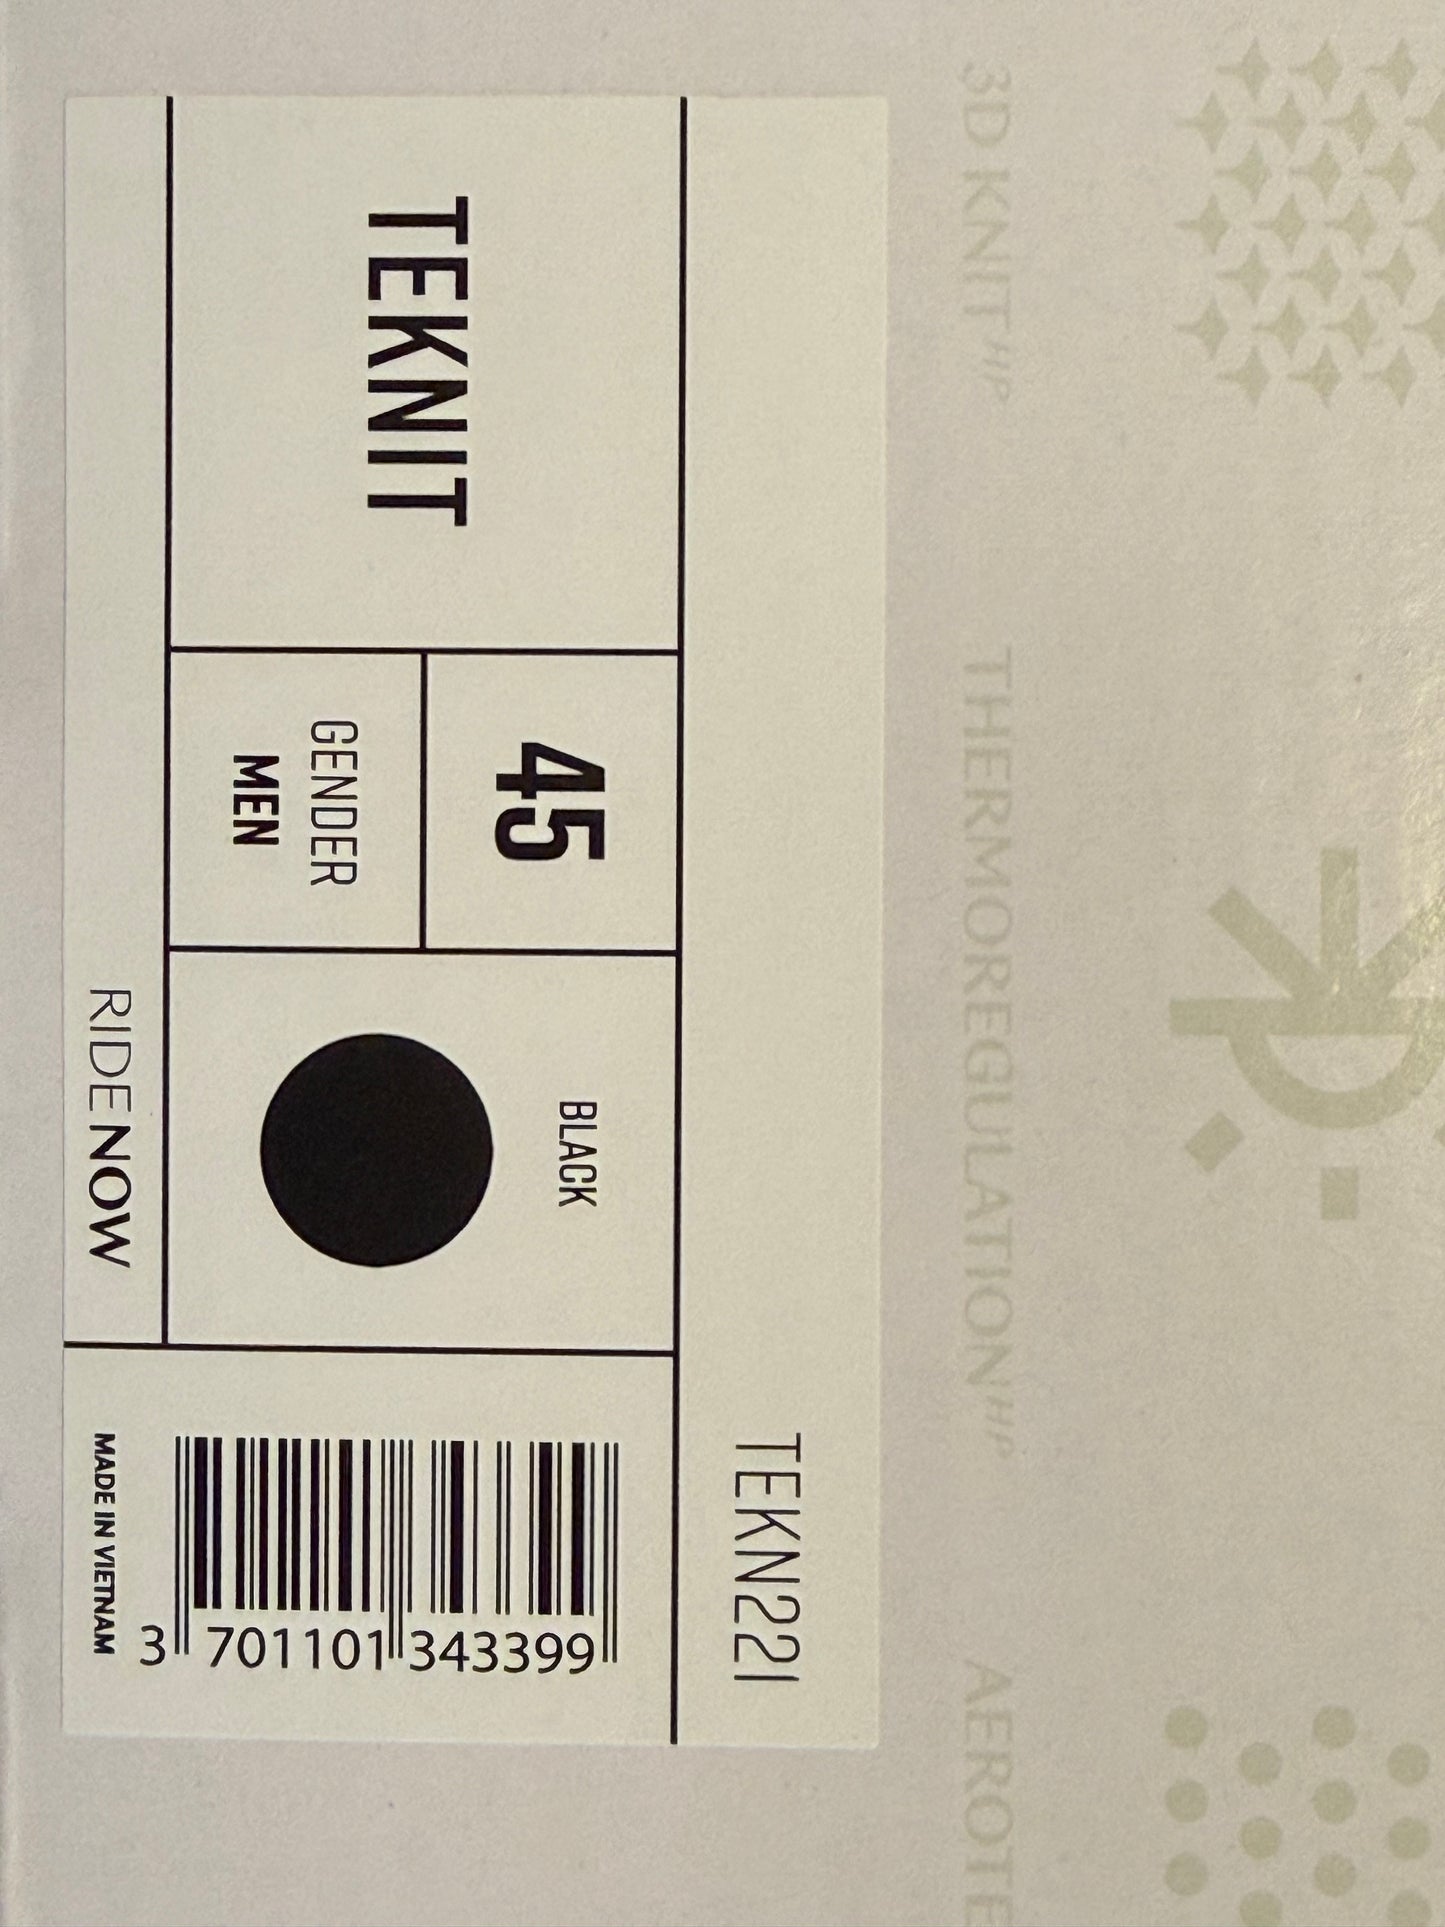 3D KNIT HP THERMOREGULATION HP AEROTE
TEKN221
TEKNIT
45
GENDER
MEN
BLACK
3 701101 343399
RIDE NOW
MADE IN VIETNAM